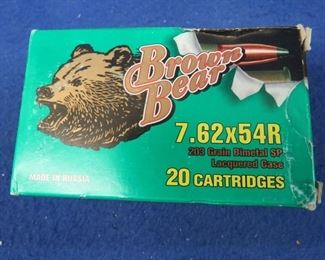 Brown
Bear
7.62x54R
203 Grain Bimetal SP
Lacquered Case
MADE IN RUSSIA
20 CARTRIDGES